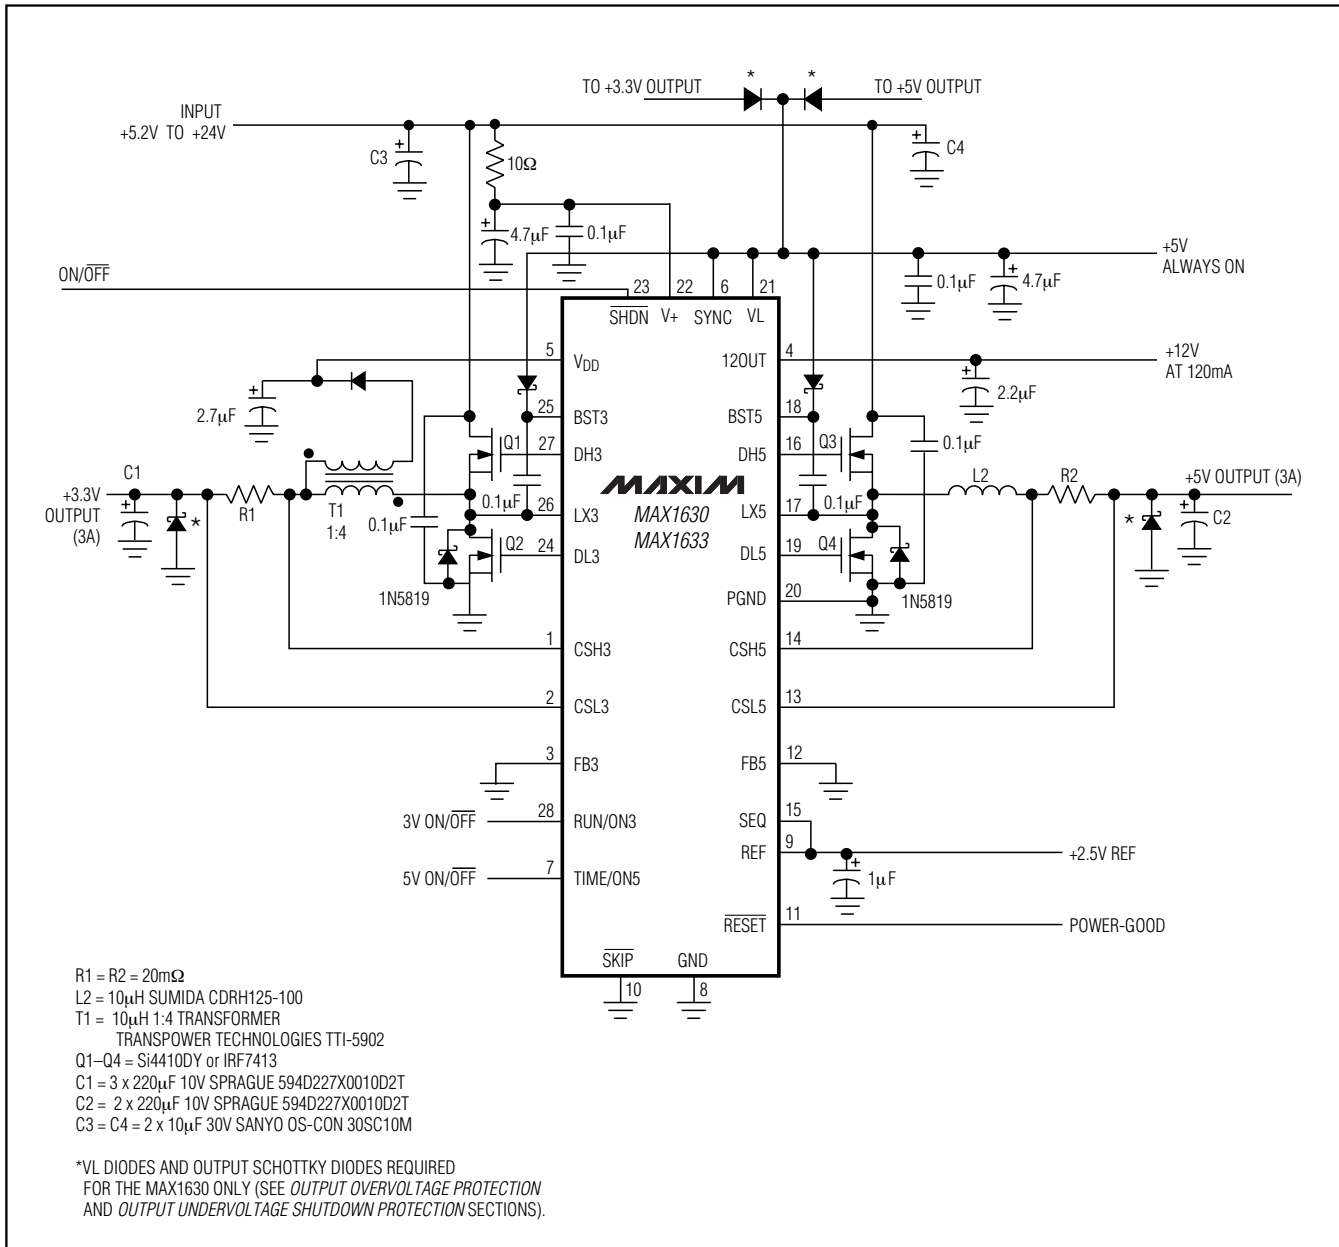 TO +3.3V OUTPUT
*
*
TO +5V OUTPUT
INPUT
+5.2V TO +24V
C3
+
10Ω
+
C4
+
4.7µF
0.1µF
ON/OFF
+5V
ALWAYS ON
0.1µF
+
4.7µF
23
22
6
21
SHDN
V+
SYNC
VL
5
VDD
12OUT
4
+12V
AT 120mA
+
2.7µF
+
2.2µF
25
BST3
BST5
18
Q1
27
DH3
DH5
16
Q3
0.1µF
C1
+3.3V
OUTPUT
(3A)
+
*
R1
T1
1:4
0.1µF
0.1µF
26
LX3
MAXIM
MAX1630
MAX1633
LX5
17
0.1µF
L2
R2
+5V OUTPUT (3A)
*
+
C2
Q2
24
DL3
DL5
19
Q4
1N5819
PGND
20
1N5819
1
CSH3
CSH5
14
2
CSL3
CSL5
13
3
FB3
FB5
12
3V ON/OFF
28
RUN/ON3
SEQ
15
REF
9
+2.5V REF
+
1µF
5V ON/OFF
7
TIME/ON5
RESET
11
POWER-GOOD
SKIP
GND
10
8
R1 = R2 = 20mΩ
L2 = 10µH SUMIDA CDRH125-100
T1 = 10µH 1:4 TRANSFORMER
TRANSPOWER TECHNOLOGIES TTI-5902
Q1–Q4 = Si4410DY or IRF7413
C1 = 3 x 220µF 10V SPRAGUE 594D227X0010D2T
C2 = 2 x 220µF 10V SPRAGUE 594D227X0010D2T
C3 = C4 = 2 x 10µF 30V SANYO OS-CON 30SC10M
*VL DIODES AND OUTPUT SCHOTTKY DIODES REQUIRED
FOR THE MAX1630 ONLY (SEE OUTPUT OVERVOLTAGE PROTECTION
AND OUTPUT UNDERVOLTAGE SHUTDOWN PROTECTION SECTIONS).